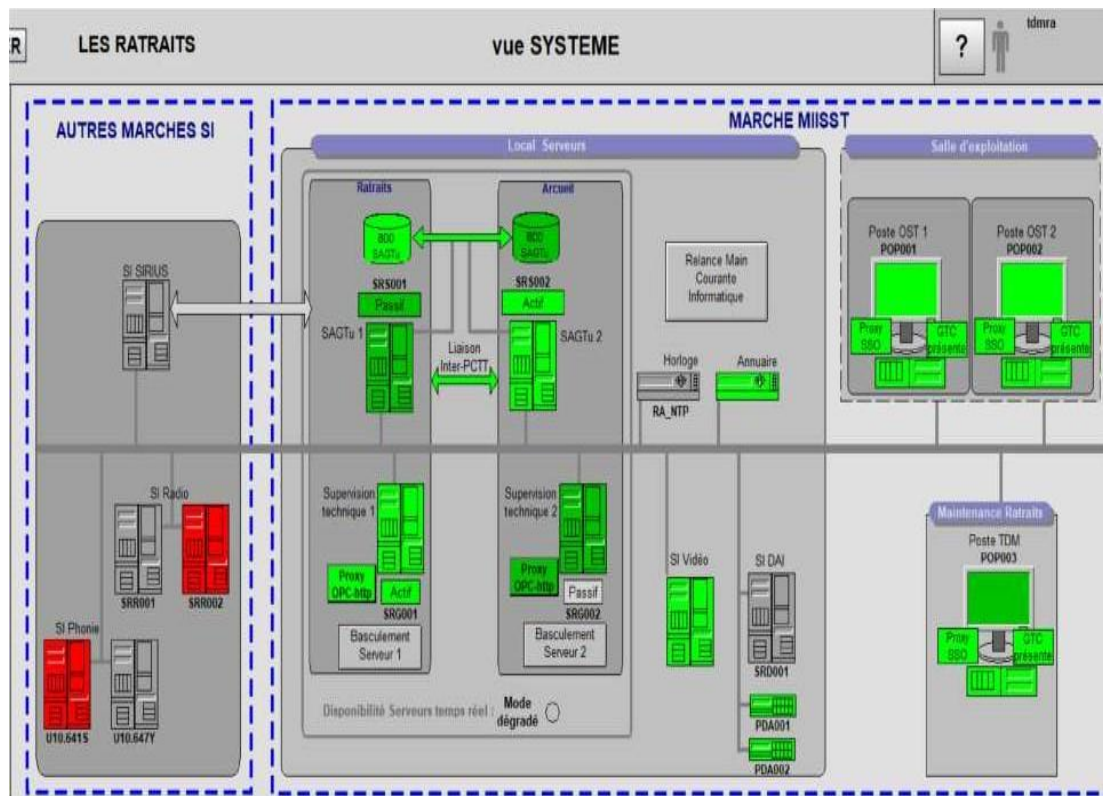 ER
LES RATRAITS
vue SYSTEME
?
tdmra
AUTRES MARCHES SI
SI SIRIUS
SI Radio
SRR001
SRR002
SI Phonie
U10.641S
U10.647Y
MARCHE MIISST
Local Serveurs
Ratraits
BDD
SAGTu
SRS001
Passif
SAGTu 1
Arcueil
BDD
SAGTu
SRS002
Actif
SAGTu 2
Liaison
Inter-PCTT
Supervision
technique 1
Proxy
OPC-http
Actif
SRG001
Basculement
Serveur 1
Supervision
technique 2
Proxy
OPC-http
Passif
SRG002
Basculement
Serveur 2
Disponibilité Serveurs temps réel :
Mode
dégradé
Relance Main
Courante
Informatique
Horloge
RA_NTP
Annuaire
SI Vidéo
SI DAI
SRD001
PDA001
PDA002
Salle d'exploitation
Poste OST 1
POP001
Proxy
SSO
GTC
présente
Poste OST 2
POP002
Proxy
SSO
GTC
présente
Maintenance Ratraits
Poste TDM
POP003
Proxy
SSO
GTC
présente